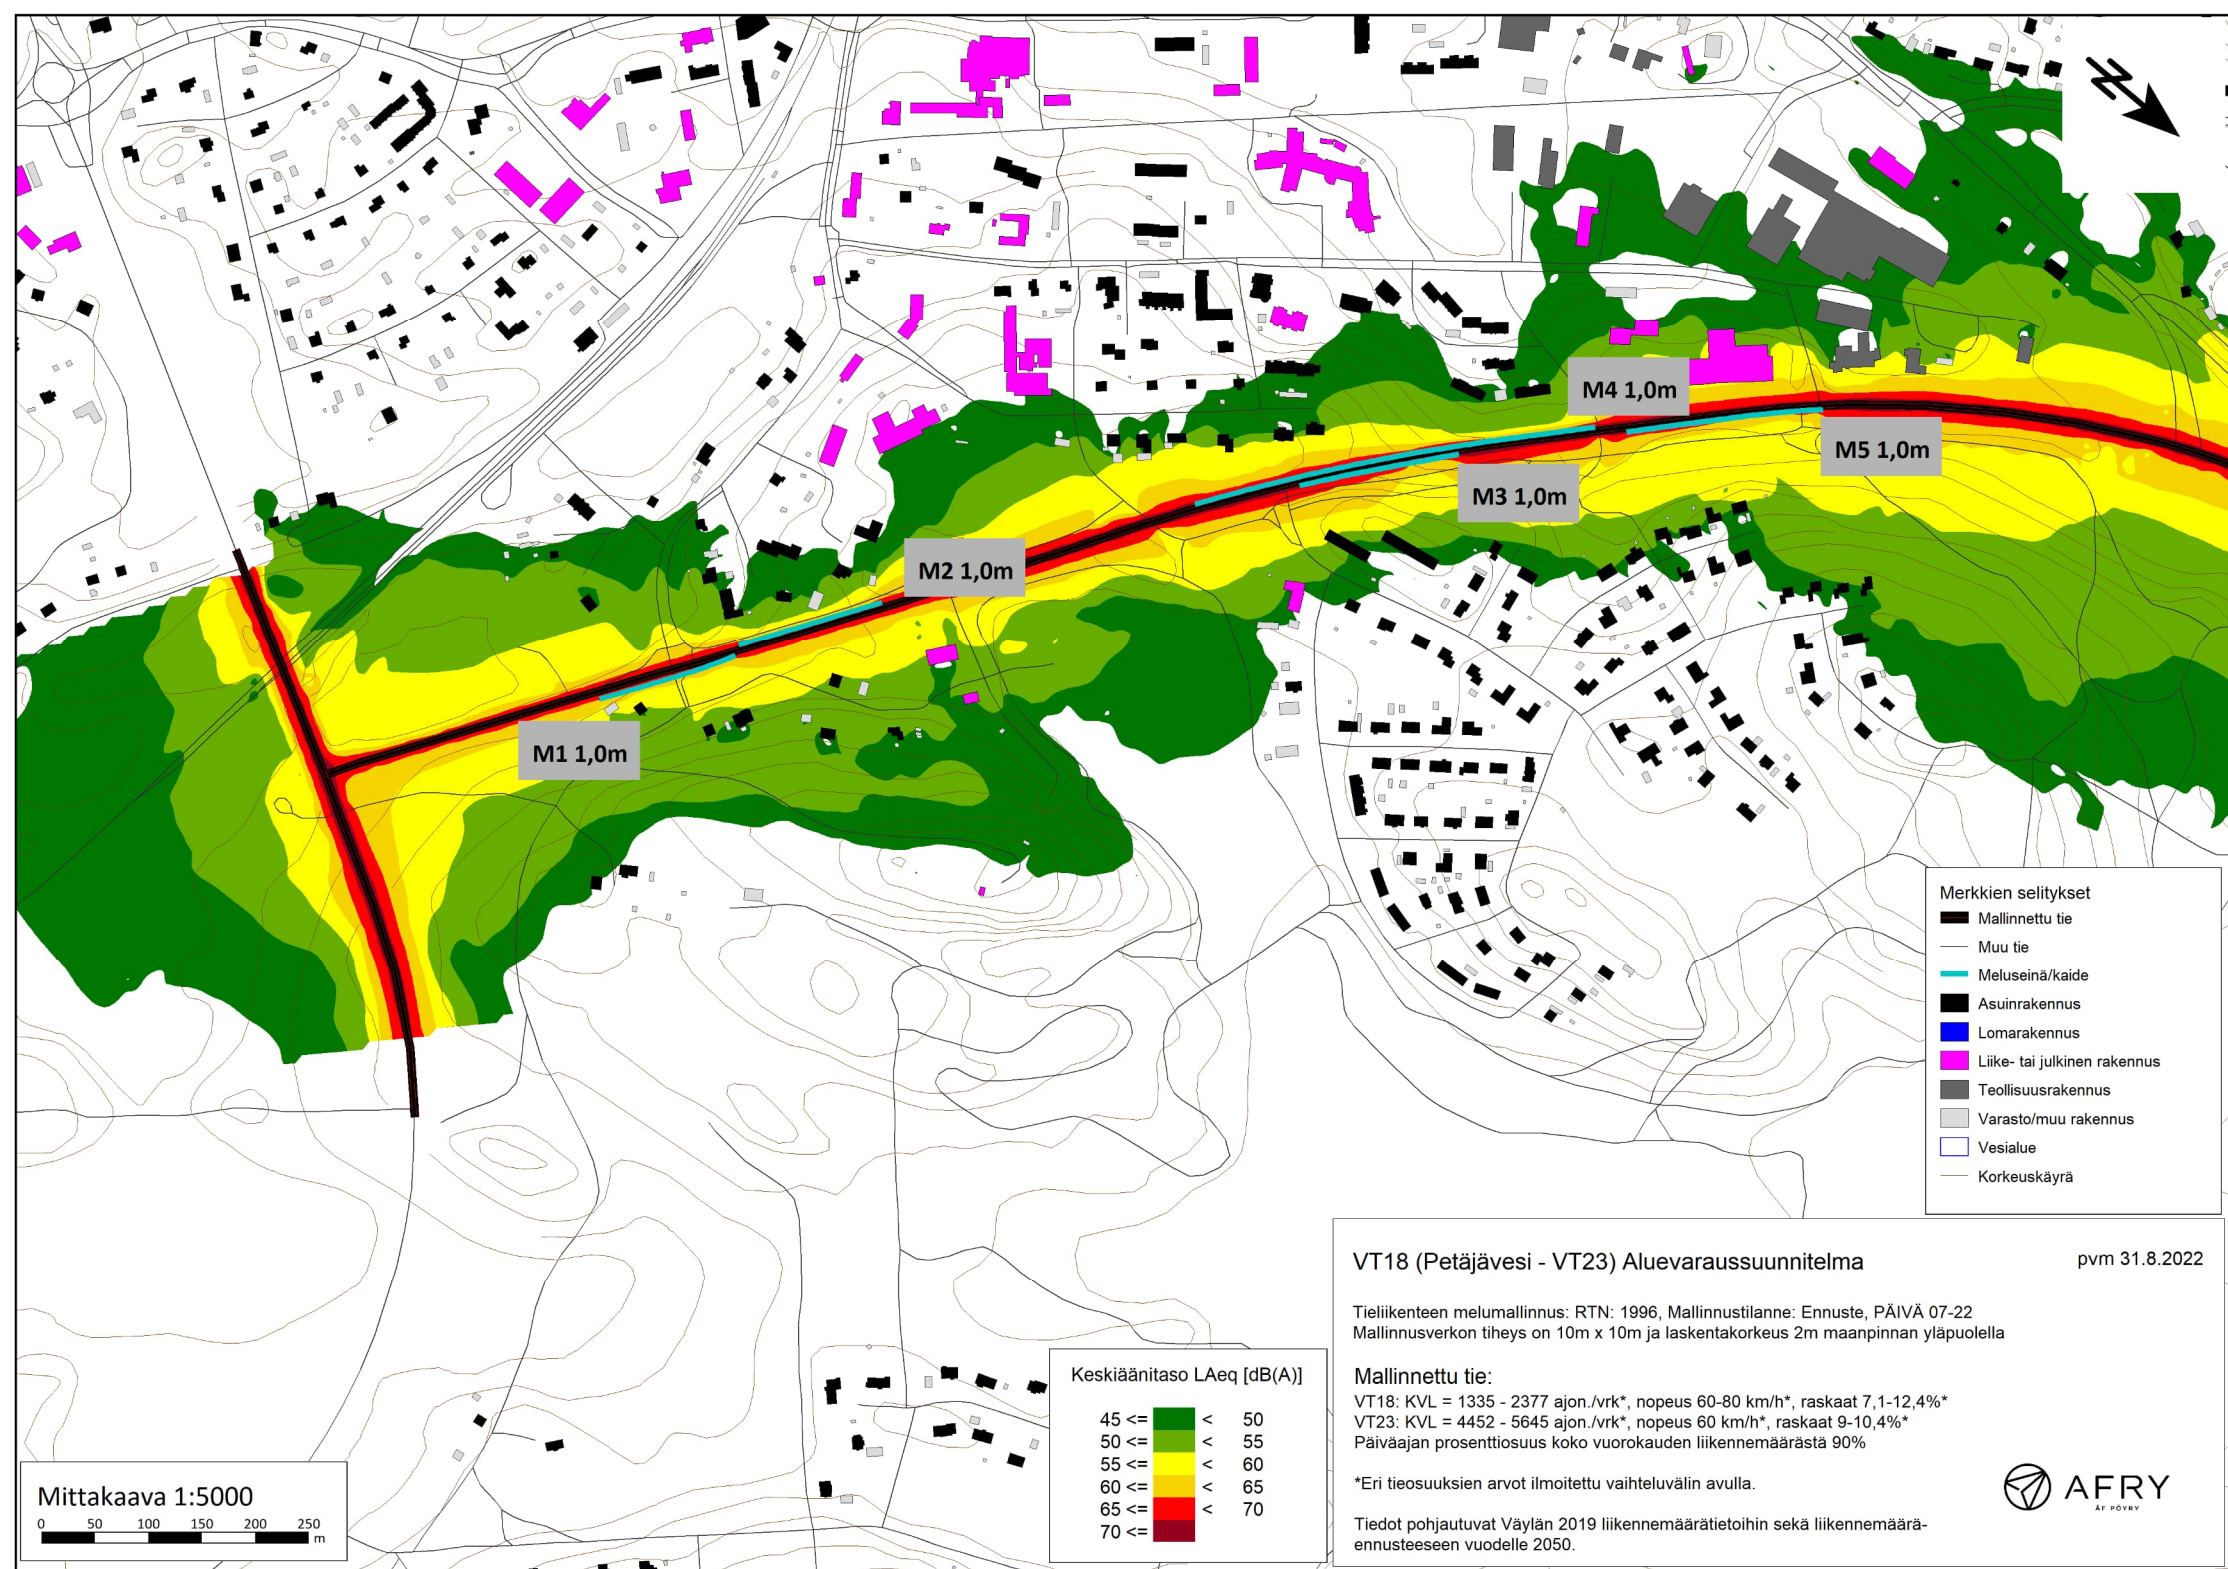 M4 1,0m
M5 1,0m
M3 1,0m
M2 1,0m
M1 1,0m
Merkkien selitykset
Mallinnettu tie
Muu tie
Meluseinä/kaide
Asuinrakennus
Lomarakennus
Liike- tai julkinen rakennus
Teollisuusrakennus
Varasto/muu rakennus
Vesialue
Korkeuskäyrä
VT18 (Petäjävesi - VT23) Aluevaraussuunnitelma pvm 31.8.2022
Tieliikenteen melumallinnus: RTN: 1996, Mallinnustilanne: Ennuste, PÄIVÄ 07-22
Mallinnusverkon tiheys on 10m x 10m ja laskentakorkeus 2m maanpinnan yläpuolella
Mallinnettu tie:
VT18: KVL = 1335 - 2377 ajon./vrk*, nopeus 60-80 km/h*, raskaat 7,1-12,4%*
VT23: KVL = 4452 - 5645 ajon./vrk*, nopeus 60 km/h*, raskaat 9-10,4%*
Päiväajan prosenttiosuus koko vuorokauden liikennemäärästä 90%
*Eri tieosuuksien arvot ilmoitettu vaihteluvälin avulla.
Tiedot pohjautuvat Väylän 2019 liikennemäärätietoihin sekä liikennemäärä-
ennusteeseen vuodelle 2050.
AFRY
ÅF PÖYRY
Keskiäänitaso LAeq [dB(A)]
45 <= < 50
50 <= < 55
55 <= < 60
60 <= < 65
65 <= < 70
70 <=
Mittakaava 1:5000
0 50 100 150 200 250
m